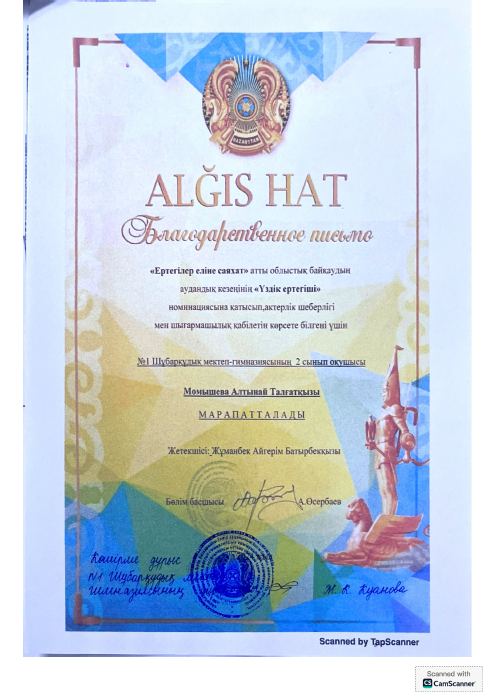 ALĞIS HAT
Благодарственное письмо
«Ертегілер еліне саяхат» атты облыстық байқаудың
аудандық кезеңінің «Үздік ертегіші»
номинациясына қатысып,актерлік шеберлігі
мен шығармашылық қабілетін көрсете білгені үшін
№1 Шұбарқұдық мектеп-гимназиясының 2 сынып оқушысы
Момышева Алтынай Талғатқызы
МАРАПАТТАЛАДЫ
Жетекшісі: Жұманбек Айгерім Батырбекқызы
Бөлім басшысы А.Өсербаев
Көшірме дұрыс
№1 Шұбарқұдық
гимназиясының М. К. Куанова
Scanned by TapScanner
Scanned with
CS CamScanner